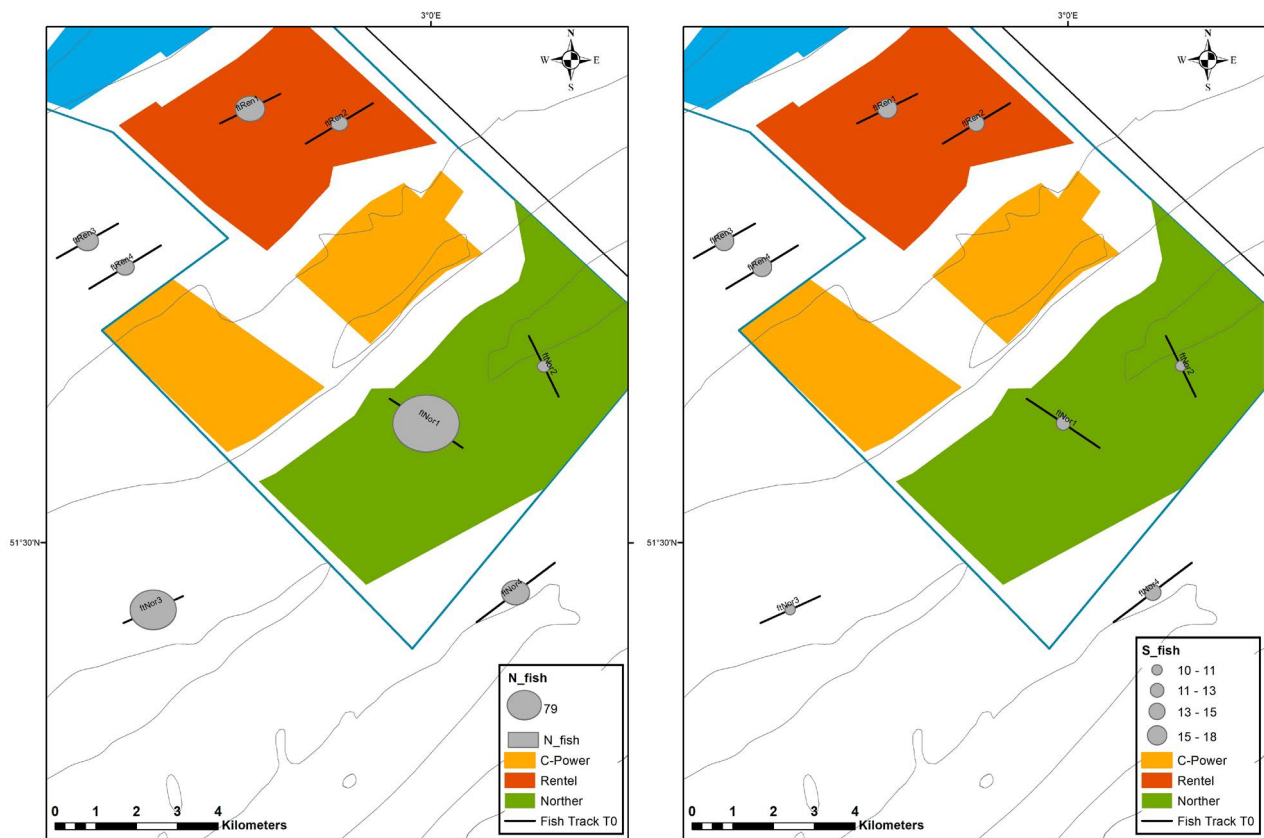 3°0'E
3°0'E
N
W E
S
N
W E
S
ftRen1
ftRen2
ftRen3
ftRen4
ftNor2
ftNor1
51°30'N
ftNor3
ftNor4
N_fish
79
N_fish
C-Power
Rentel
Norther
Fish Track T0
0 1 2 3 4
Kilometers
ftRen1
ftRen2
ftRen3
ftRen4
ftNor2
ftNor1
ftNor3
ftNor4
S_fish
10 - 11
11 - 13
13 - 15
15 - 18
C-Power
Rentel
Norther
Fish Track T0
0 1 2 3 4
Kilometers